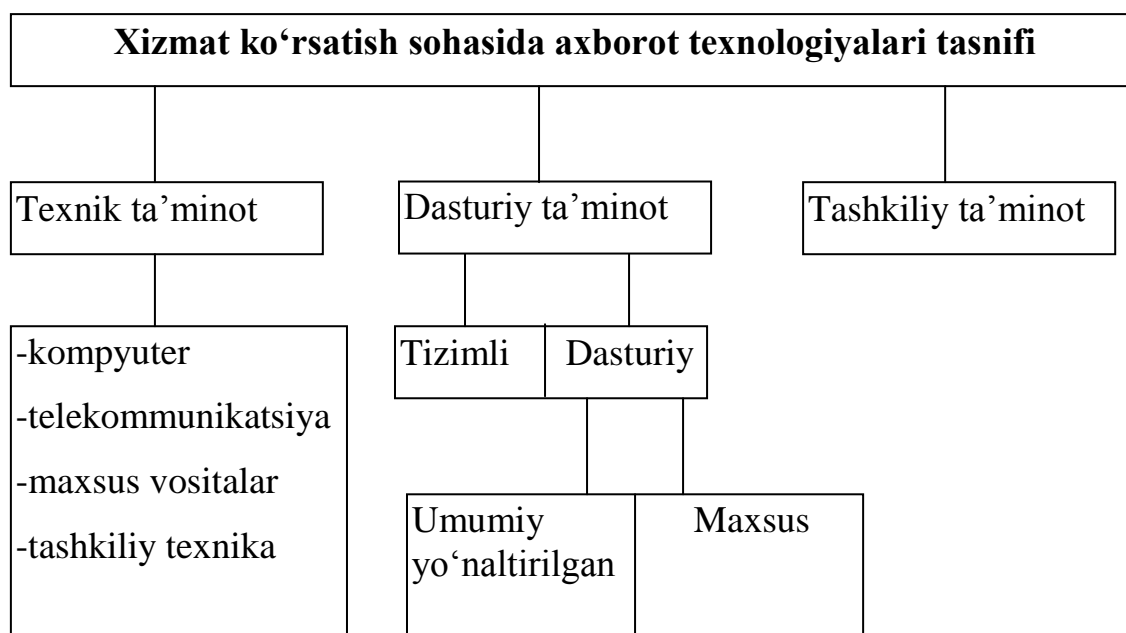 Xizmat ko‘rsatish sohasida axborot texnologiyalari tasnifi
Texnik ta’minot
Dasturiy ta’minot
Tashkiliy ta’minot
-kompyuter
-telekommunikatsiya
-maxsus vositalar
-tashkiliy texnika
Tizimli
Dasturiy
Umumiy
yo‘naltirilgan
Maxsus